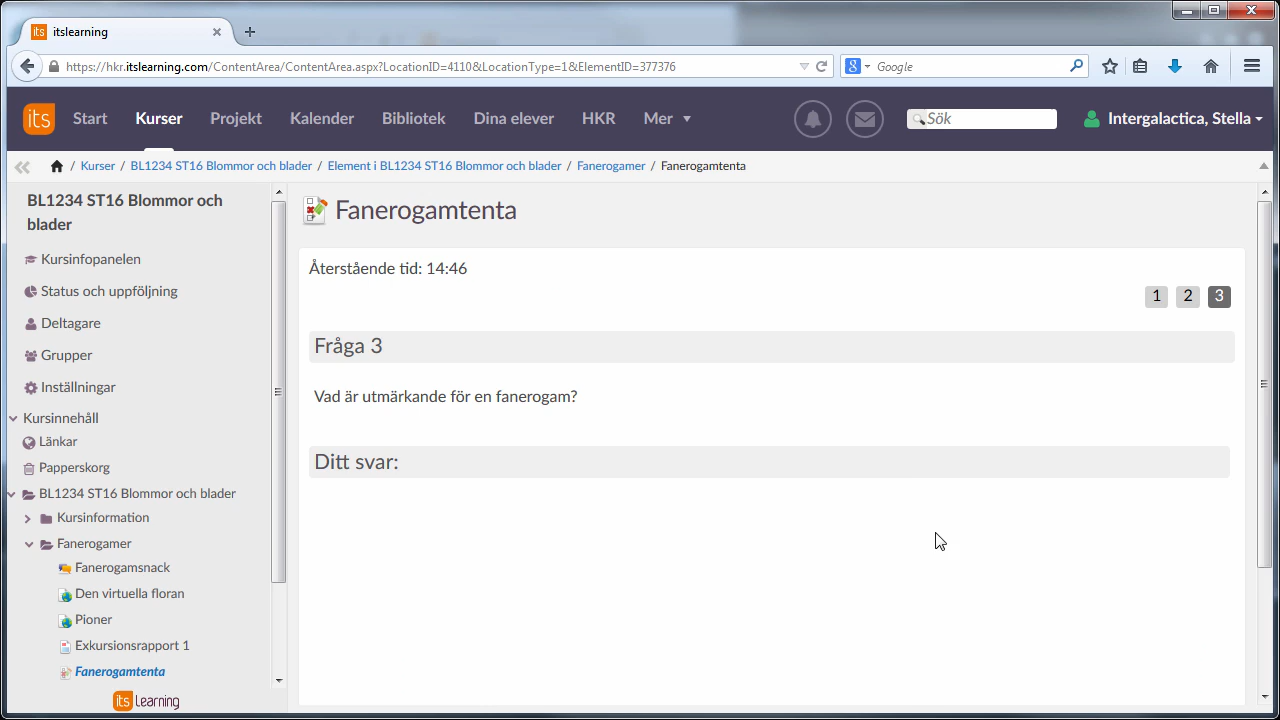 its itslearning
https://hkr.itslearning.com/ContentArea/ContentArea.aspx?LocationID=4110&LocationType=1&ElementID=377376
8 Google
its Start Kurser Projekt Kalender Bibliotek Dina elever HKR Mer Sök Intergalactica, Stella
/ Kurser / BL1234 ST16 Blommor och blader / Element i BL1234 ST16 Blommor och blader / Fanerogamer / Fanerogamtenta
BL1234 ST16 Blommor och
blader
Kursinfopanelen
Status och uppföljning
Deltagare
Grupper
Inställningar
Kursinnehåll
Länkar
Papperskorg
BL1234 ST16 Blommor och blader
Kursinformation
Fanerogamer
Fanerogamsnack
Den virtuella floran
Pioner
Exkursionsrapport 1
Fanerogamtenta
its learning
Fanerogamtenta
Återstående tid: 14:46
1 2 3
Fråga 3
Vad är utmärkande för en fanerogam?
Ditt svar: